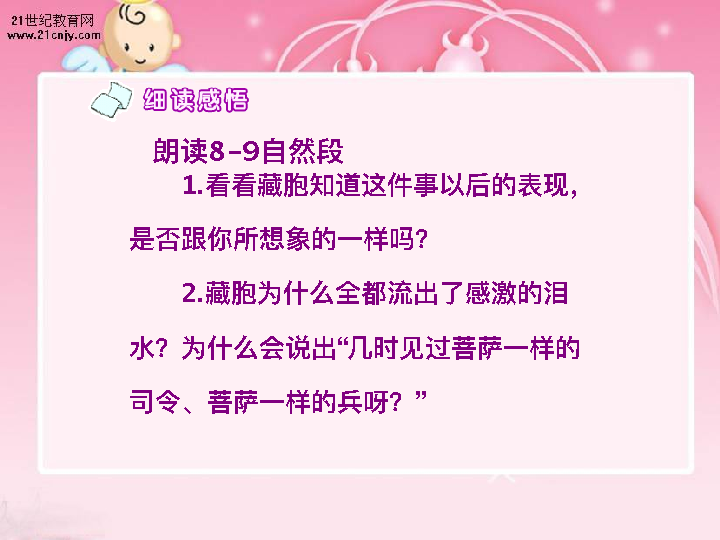 21世纪教育网
www.21cnjy.com
细读感悟
朗读8–9自然段
1.看看藏胞知道这件事以后的表现，
是否跟你所想象的一样吗？
2.藏胞为什么全都流出了感激的泪
水？为什么会说出“几时见过菩萨一样的
司令、菩萨一样的兵呀？”